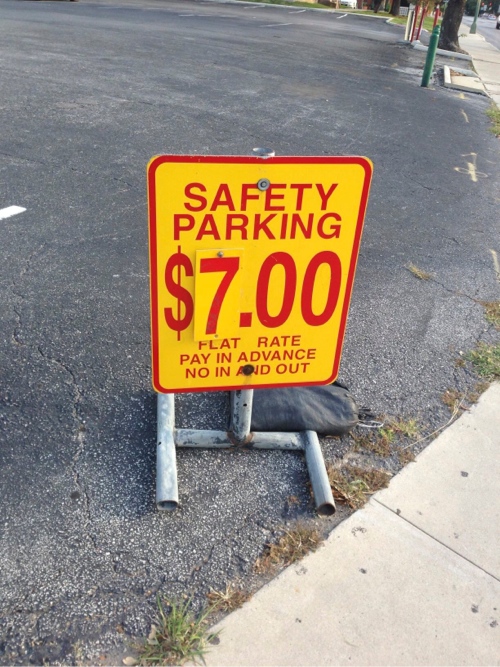 SAFETY
PARKING
$7.00
FLAT RATE
PAY IN ADVANCE
NO IN AND OUT